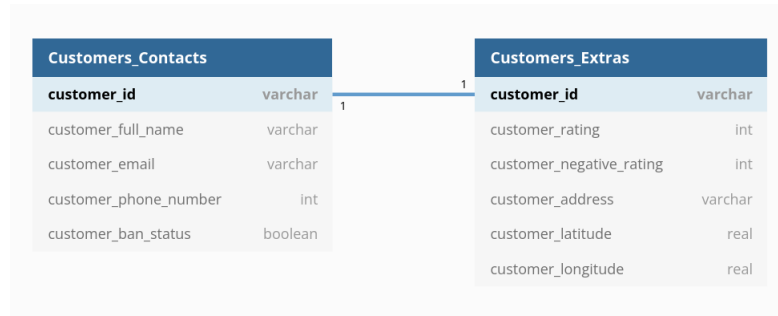 Customers_Contacts
customer_id varchar
customer_full_name varchar
customer_email varchar
customer_phone_number int
customer_ban_status boolean
1
1
Customers_Extras
customer_id varchar
customer_rating int
customer_negative_rating int
customer_address varchar
customer_latitude real
customer_longitude real